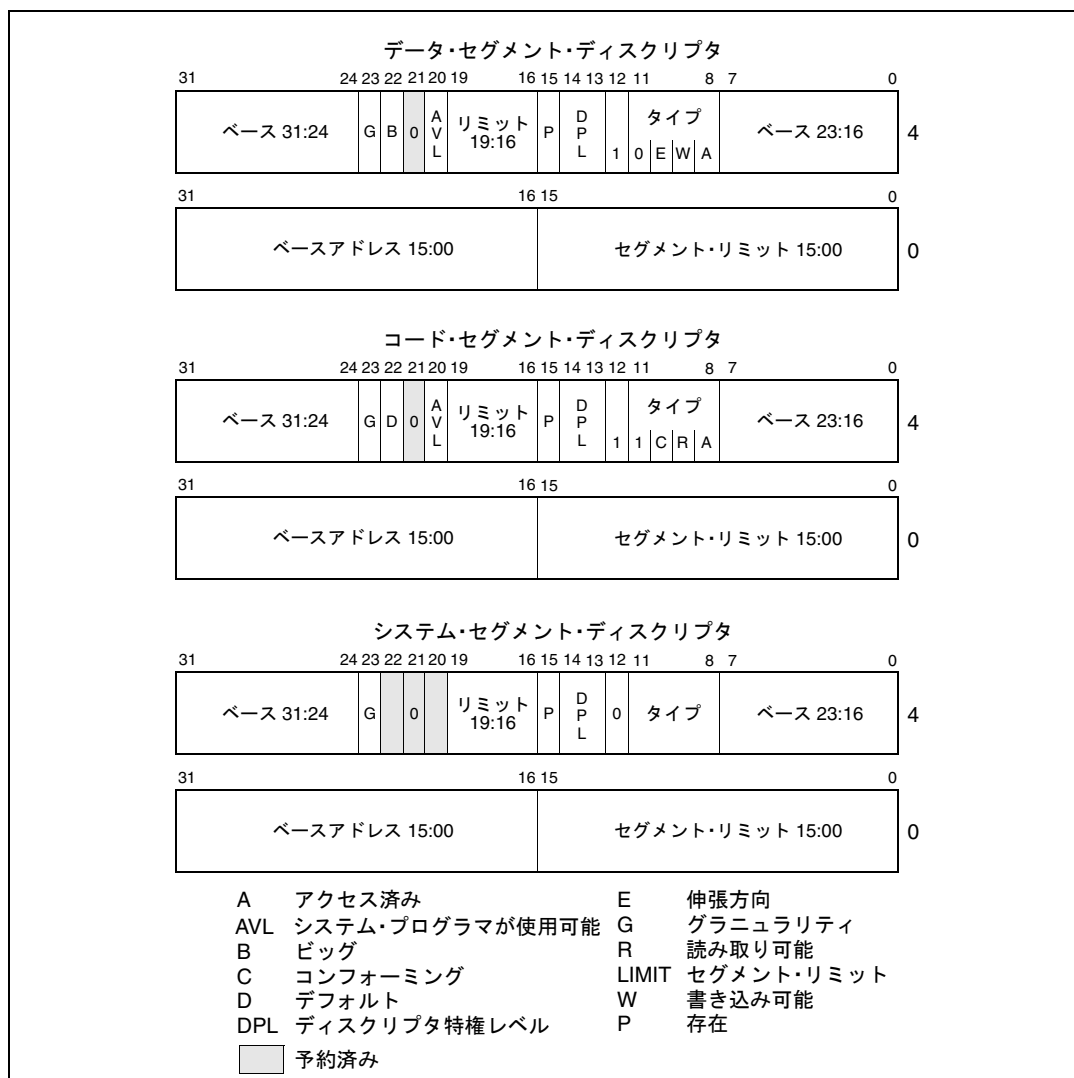 データ・セグメント・ディスクリプタ
31 24 23 22 21 20 19 16 15 14 13 12 11 8 7 0
ベース 31:24 G B 0 AVL リミット 19:16 P DPL 1 タイプ 0 E W A ベース 23:16 4
31 16 15 0
ベースアドレス 15:00 セグメント・リミット 15:00 0
コード・セグメント・ディスクリプタ
31 24 23 22 21 20 19 16 15 14 13 12 11 8 7 0
ベース 31:24 G D 0 AVL リミット 19:16 P DPL 1 タイプ 1 C R A ベース 23:16 4
31 16 15 0
ベースアドレス 15:00 セグメント・リミット 15:00 0
システム・セグメント・ディスクリプタ
31 24 23 22 21 20 19 16 15 14 13 12 11 8 7 0
ベース 31:24 G 0 リミット 19:16 P DPL 0 タイプ ベース 23:16 4
31 16 15 0
ベースアドレス 15:00 セグメント・リミット 15:00 0
A アクセス済み
AVL システム・プログラマが使用可能
B ビッグ
C コンフォーミング
D デフォルト
DPL ディスクリプタ特権レベル
予約済み
E 伸張方向
G グラニュラリティ
R 読み取り可能
LIMIT セグメント・リミット
W 書き込み可能
P 存在